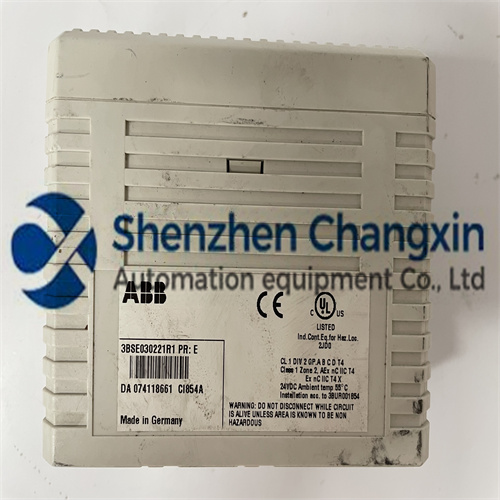 Shenzhen Changxin
Automation equipment Co., Ltd
ABB
CE
UL
LISTED
Ind.Cont.Eq.for Haz.Loc.
2JD0
3BSE030221R1 PR: E
DA 074118661 CI854A
Made in Germany
CL 1 DIV 2 GP.A B C D T4
Class 1 Zone 2, AEx nC IIC T4
Ex nC IIC T4 X
24VDC Ambient temp 55°C
Installation acc. to 3BUR001854
WARNING: DO NOT DISCONNECT WHILE CIRCUIT
IS ALIVE UNLESS AREA IS KNOWN TO BE NON
HAZARDOUS